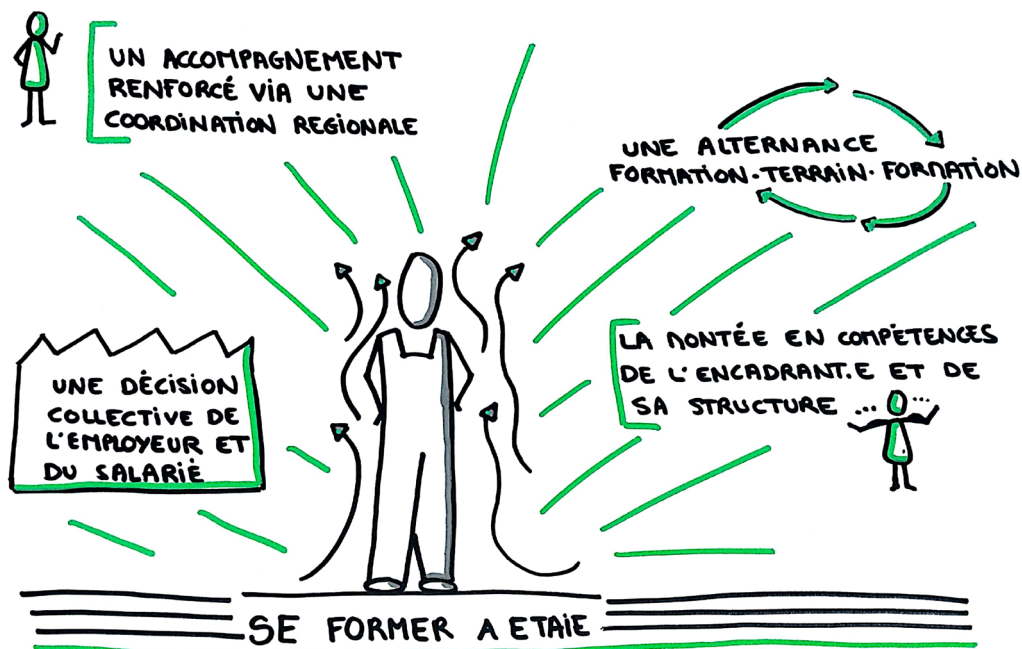 UN ACCOMPAGNEMENT
RENFORCÉ VIA UNE
COORDINATION REGIONALE
UNE ALTERNANCE
FORMATION.TERRAIN.FORMATION
UNE DÉCISION
COLLECTIVE DE
L'EMPLOYEUR ET
DU SALARIÉ
LA MONTÉE EN COMPÉTENCES
DE L'ENCADRANT.E ET DE
SA STRUCTURE
SE FORMER A ETAIE